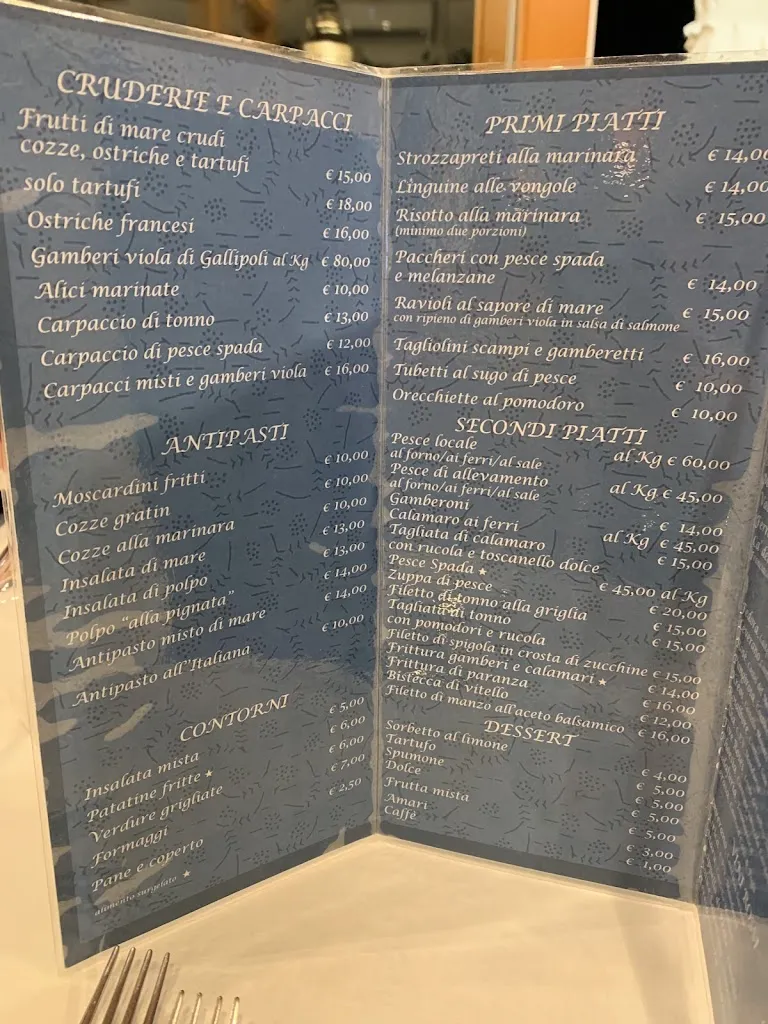 CRUDERIE E CARPACCI
Frutti di mare crudi
cozze, ostriche e tartufi € 15,00
solo tartufi € 18,00
Ostriche francesi € 16,00
Gamberi viola di Gallipoli al Kg € 80,00
Alici marinate € 10,00
Carpaccio di tonno € 13,00
Carpaccio di pesce spada € 12,00
Carpacci misti e gamberi viola € 16,00
ANTIPASTI
Moscardini fritti € 10,00
Cozze gratin € 10,00
Cozze alla marinara € 10,00
Insalata di mare € 13,00
Insalata di polpo € 13,00
Polpo "alla pignata" € 14,00
Antipasto misto di mare € 14,00
Antipasto all'Italiana € 10,00
CONTORNI
Insalata mista € 5,00
Patatine fritte ★ € 6,00
Verdure grigliate € 6,00
Formaggi € 7,00
Pane e coperto € 2,50
alimento surgelato ★
PRIMI PIATTI
Strozzapreti alla marinara € 14,00
Linguine alle vongole € 14,00
Risotto alla marinara € 15,00
(minimo due porzioni)
Paccheri con pesce spada
e melanzane € 14,00
Ravioli al sapore di mare € 15,00
con ripieno di gamberi viola in salsa di salmone
Tagliolini scampi e gamberetti € 16,00
Tubetti al sugo di pesce € 10,00
Orecchiette al pomodoro € 10,00
SECONDI PIATTI
Pesce locale al Kg € 60,00
al forno/ai ferri/al sale
Pesce di allevamento al Kg € 45,00
al forno/ai ferri/al sale
Gamberoni € 14,00
Calamaro ai ferri al Kg € 45,00
Tagliata di calamaro € 15,00
con rucola e toscanello dolce
Pesce Spada ★ € 45,00 al Kg
Zuppa di pesce € 20,00
Filetto di tonno alla griglia € 15,00
Tagliata di tonno € 15,00
con pomodori e rucola
Filetto di spigola in crosta di zucchine € 15,00
Frittura gamberi e calamari ★ € 14,00
Frittura di paranza € 16,00
Bistecca di vitello € 12,00
Filetto di manzo all'aceto balsamico € 16,00
DESSERT
Sorbetto al limone € 4,00
Tartufo € 5,00
Spumone € 5,00
Dolce € 5,00
Frutta mista € 5,00
Amari € 3,00
Caffè € 1,00